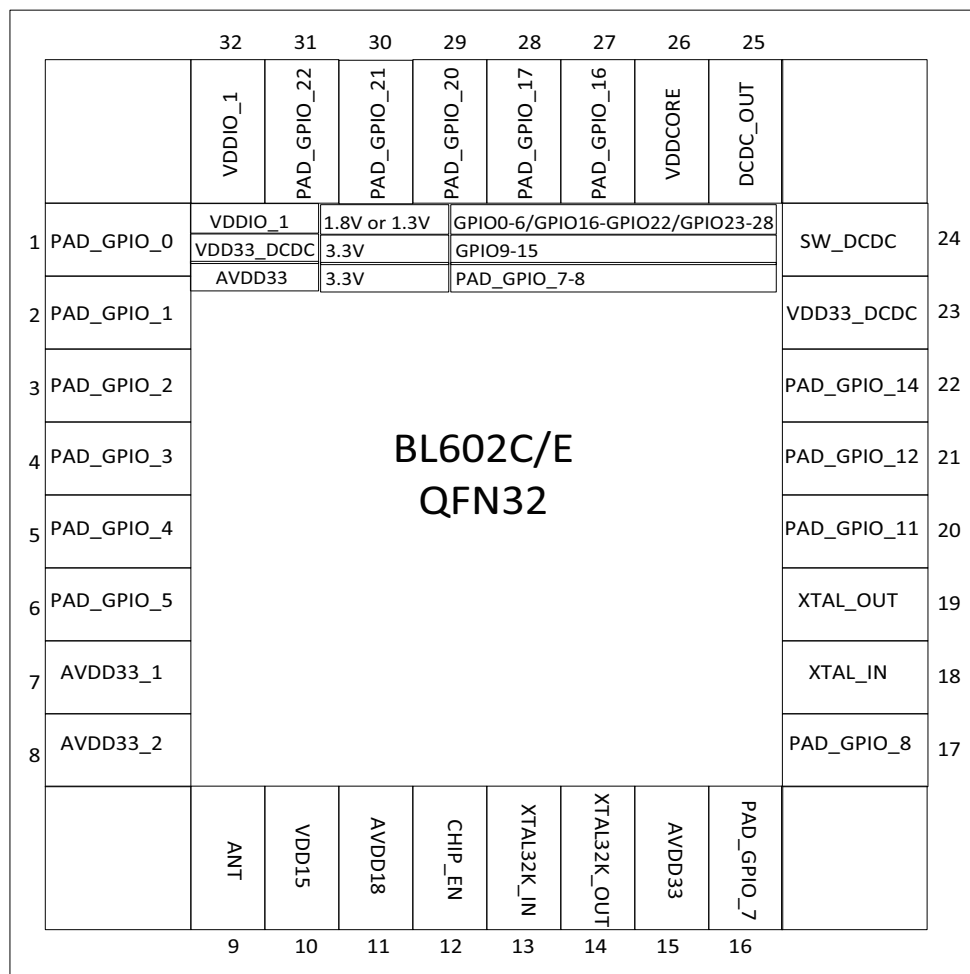 32 31 30 29 28 27 26 25
VDDIO_1
PAD_GPIO_22
PAD_GPIO_21
PAD_GPIO_20
PAD_GPIO_17
PAD_GPIO_16
VDDCORE
DCDC_OUT
1 PAD_GPIO_0
2 PAD_GPIO_1
3 PAD_GPIO_2
4 PAD_GPIO_3
5 PAD_GPIO_4
6 PAD_GPIO_5
7 AVDD33_1
8 AVDD33_2
VDDIO_1 1.8V or 1.3V GPIO0-6/GPIO16-GPIO22/GPIO23-28
VDD33_DCDC 3.3V GPIO9-15
AVDD33 3.3V PAD_GPIO_7-8
BL602C/E
QFN32
SW_DCDC 24
VDD33_DCDC 23
PAD_GPIO_14 22
PAD_GPIO_12 21
PAD_GPIO_11 20
XTAL_OUT 19
XTAL_IN 18
PAD_GPIO_8 17
ANT
VDD15
AVDD18
CHIP_EN
XTAL32K_IN
XTAL32K_OUT
AVDD33
PAD_GPIO_7
9 10 11 12 13 14 15 16